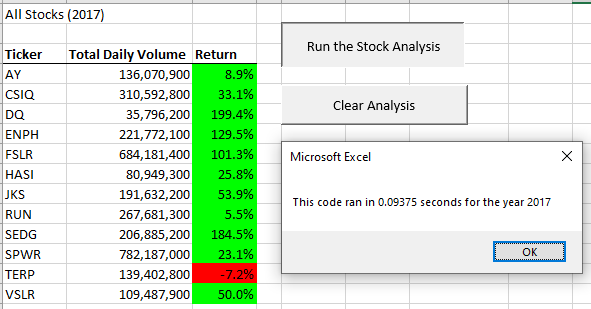 All Stocks (2017)
Run the Stock Analysis
Ticker Total Daily Volume Return
AY 136,070,900 8.9%
CSIQ 310,592,800 33.1%
DQ 35,796,200 199.4%
ENPH 221,772,100 129.5%
FSLR 684,181,400 101.3%
HASI 80,949,300 25.8%
JKS 191,632,200 53.9%
RUN 267,681,300 5.5%
SEDG 206,885,200 184.5%
SPWR 782,187,000 23.1%
TERP 139,402,800 -7.2%
VSLR 109,487,900 50.0%
Clear Analysis
Microsoft Excel
This code ran in 0.09375 seconds for the year 2017
OK